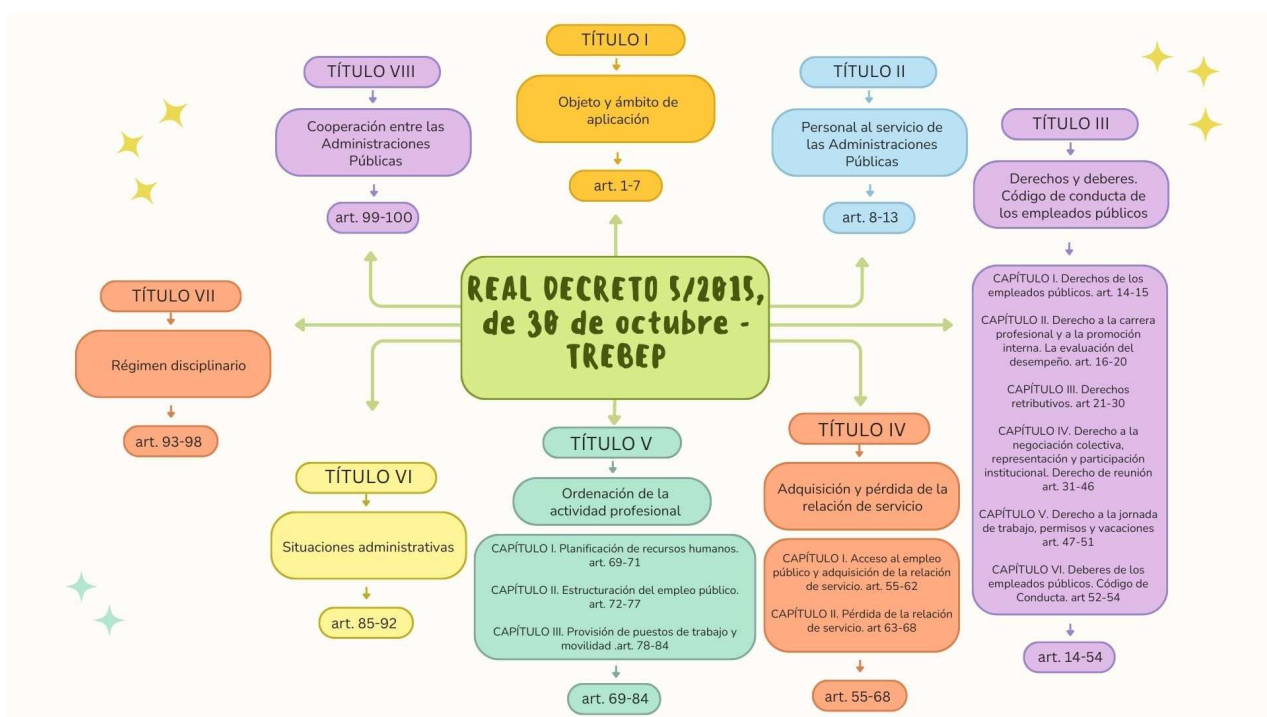 REAL DECRETO 5/2015,
de 30 de octubre -
TREBEP
TÍTULO I
Objeto y ámbito de
aplicación
art. 1-7
TÍTULO II
Personal al servicio de
las Administraciones
Públicas
art. 8-13
TÍTULO III
Derechos y deberes.
Código de conducta de
los empleados públicos
CAPÍTULO I. Derechos de los
empleados públicos. art. 14-15
CAPÍTULO II. Derecho a la carrera
profesional y a la promoción
interna. La evaluación del
desempeño. art. 16-20
CAPÍTULO III. Derechos
retributivos. art 21-30
CAPÍTULO IV. Derecho a la
negociación colectiva,
representación y participación
institucional. Derecho de reunión
art. 31-46
CAPÍTULO V. Derecho a la jornada
de trabajo, permisos y vacaciones
art. 47-51
CAPÍTULO VI. Deberes de los
empleados públicos. Código de
Conducta. art 52-54
art. 14-54
TÍTULO IV
Adquisición y pérdida de la
relación de servicio
CAPÍTULO I. Acceso al empleo
público y adquisición de la relación
de servicio. art. 55-62
CAPÍTULO II. Pérdida de la relación
de servicio. art 63-68
art. 55-68
TÍTULO V
Ordenación de la
actividad profesional
CAPÍTULO I. Planificación de recursos humanos.
art. 69-71
CAPÍTULO II. Estructuración del empleo público.
art. 72-77
CAPÍTULO III. Provisión de puestos de trabajo y
movilidad .art. 78-84
art. 69-84
TÍTULO VI
Situaciones administrativas
art. 85-92
TÍTULO VII
Régimen disciplinario
art. 93-98
TÍTULO VIII
Cooperación entre las
Administraciones
Públicas
art. 99-100